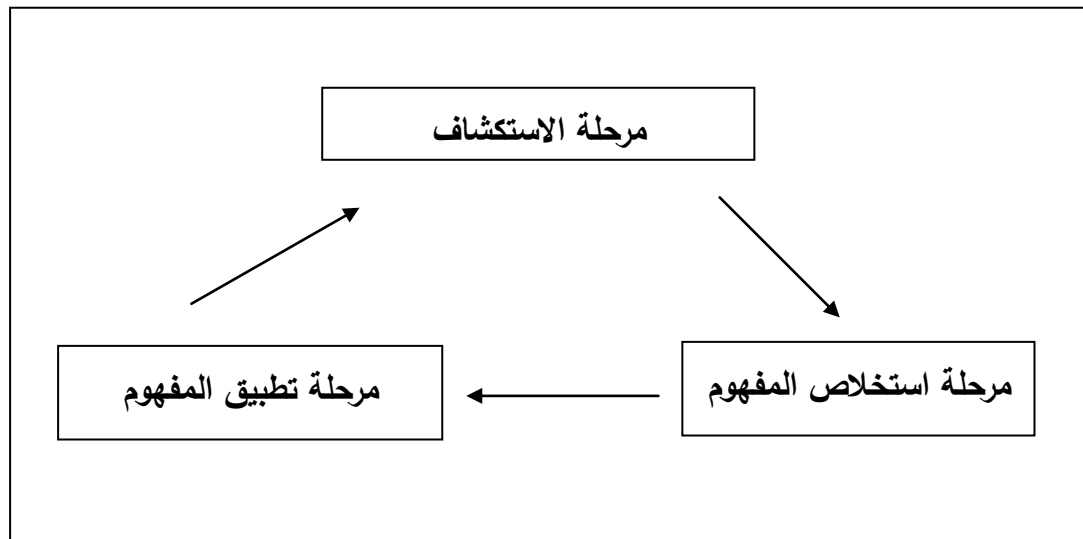 مرحلة الاستكشاف
مرحلة استخلاص المفهوم
مرحلة تطبيق المفهوم